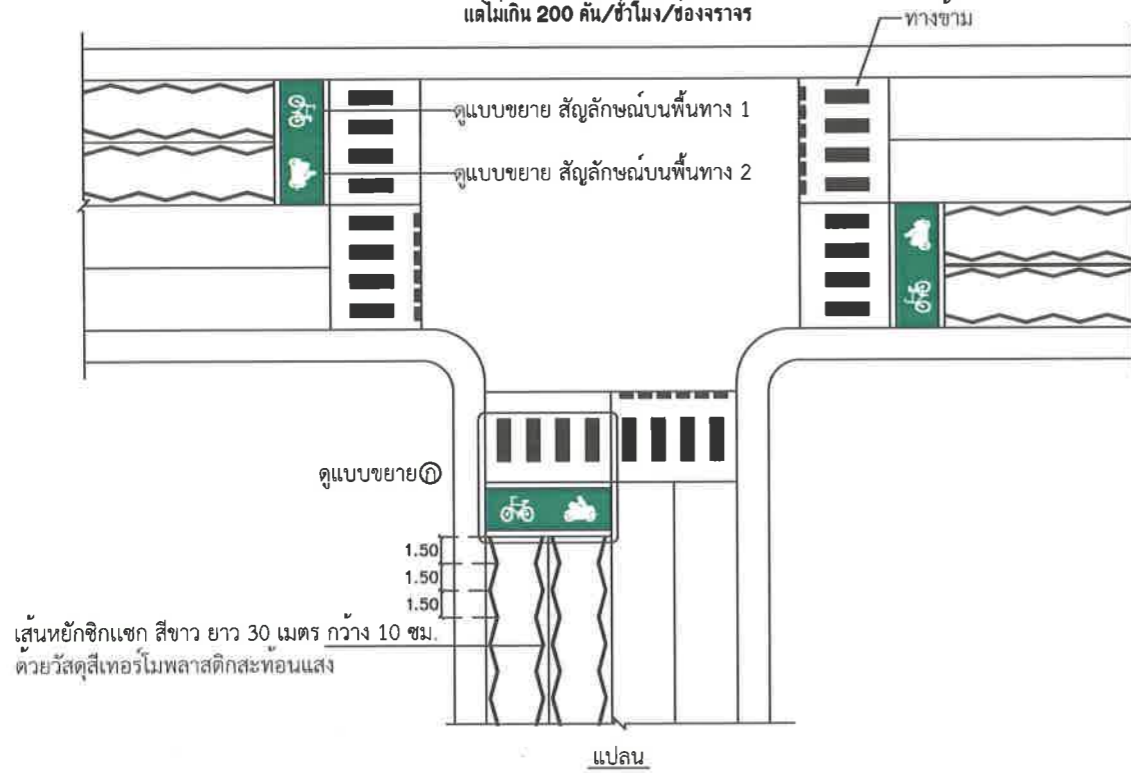 แต่ไม่เกิน 200 คัน/ชั่วโมง/ช่องจราจร
ทางข้าม
ดูแบบขยาย สัญลักษณ์บนพื้นทาง 1
ดูแบบขยาย สัญลักษณ์บนพื้นทาง 2
ดูแบบขยาย ก
1.50
1.50
1.50
เส้นหยักซิกแซก สีขาว ยาว 30 เมตร กว้าง 10 ซม.
ด้วยวัสดุสีเทอร์โมพลาสติกสะท้อนแสง
แปลน